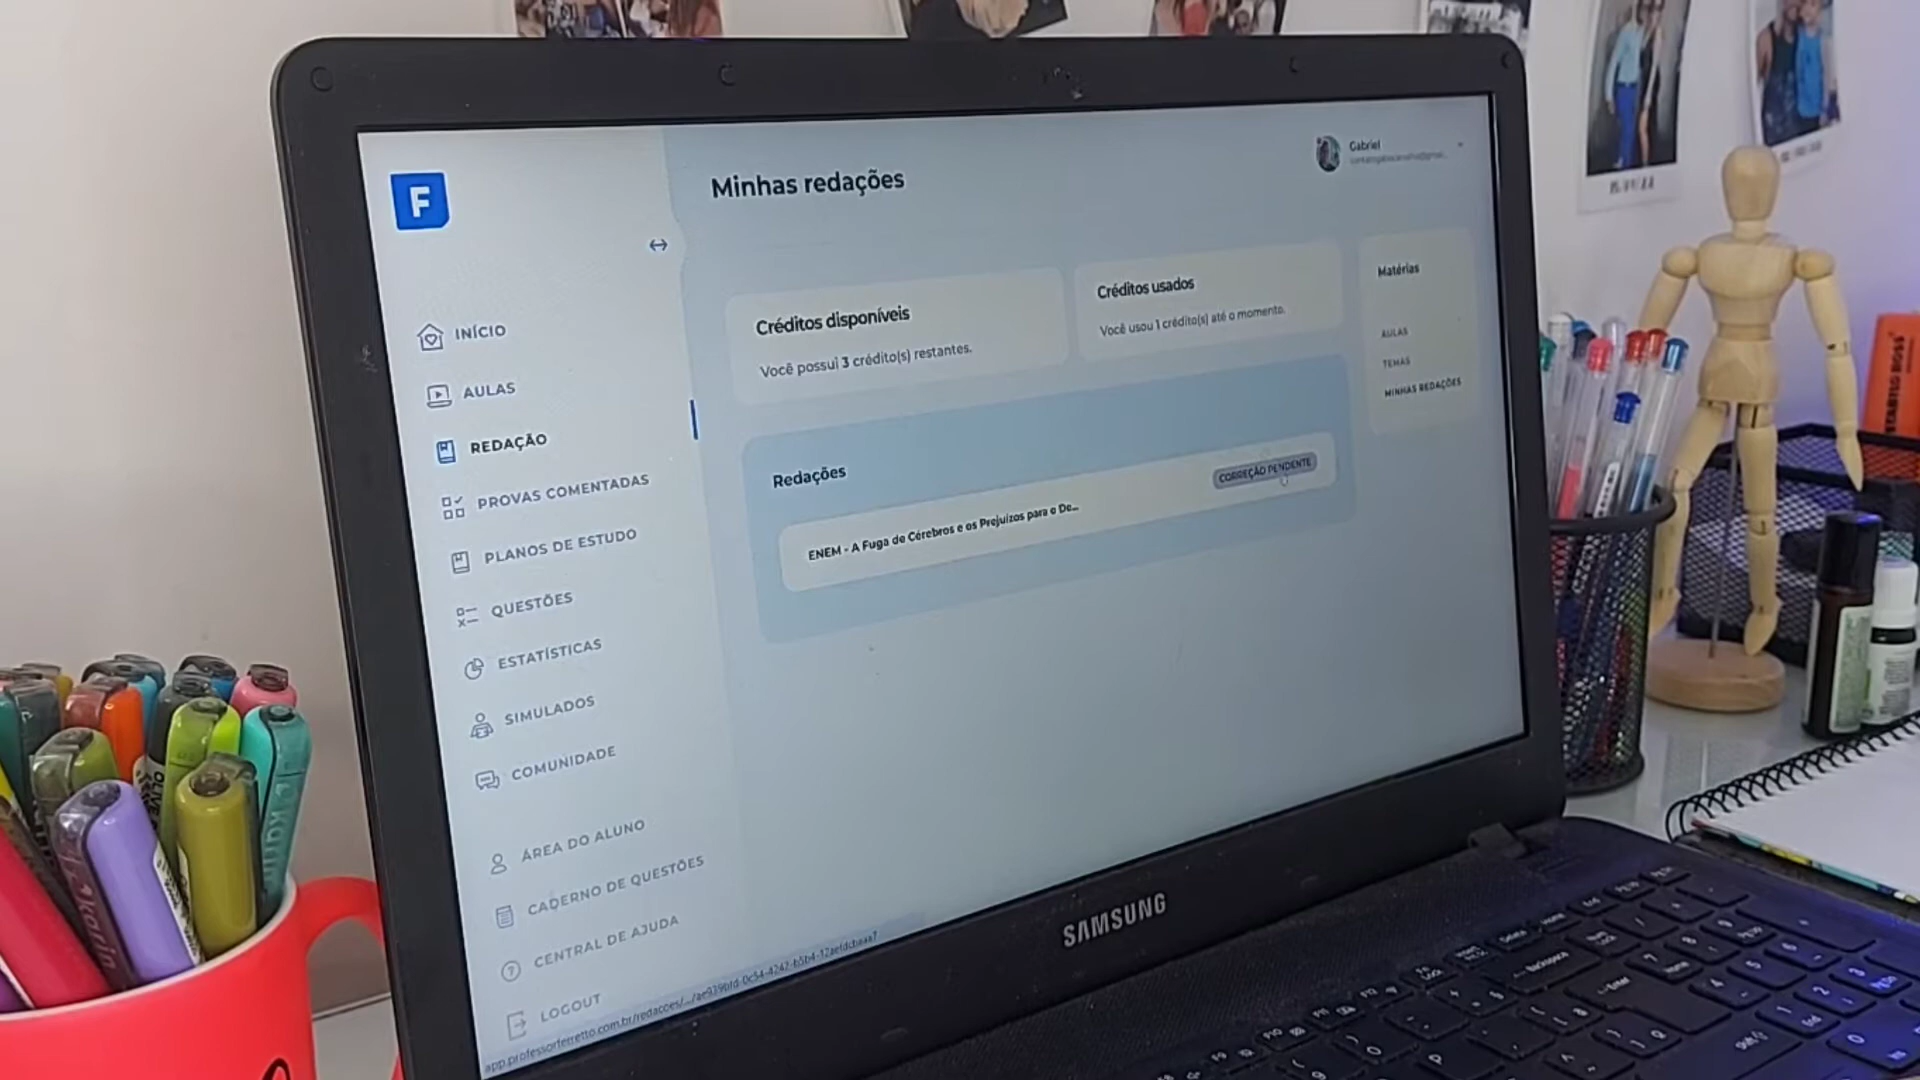 F
Minhas redações
Gabriel
INÍCIO
AULAS
REDAÇÃO
PROVAS COMENTADAS
PLANOS DE ESTUDO
QUESTÕES
ESTATÍSTICAS
SIMULADOS
COMUNIDADE
ÁREA DO ALUNO
CADERNO DE QUESTÕES
CENTRAL DE AJUDA
LOGOUT
Créditos disponíveis
Você possui 3 crédito(s) restantes.
Créditos usados
Você usou 1 crédito(s) até o momento.
Matérias
AULAS
TEMAS
MINHAS REDAÇÕES
Redações
ENEM - A Fuga de Cérebros e os Prejuízos para o De...
CORREÇÃO PENDENTE
SAMSUNG